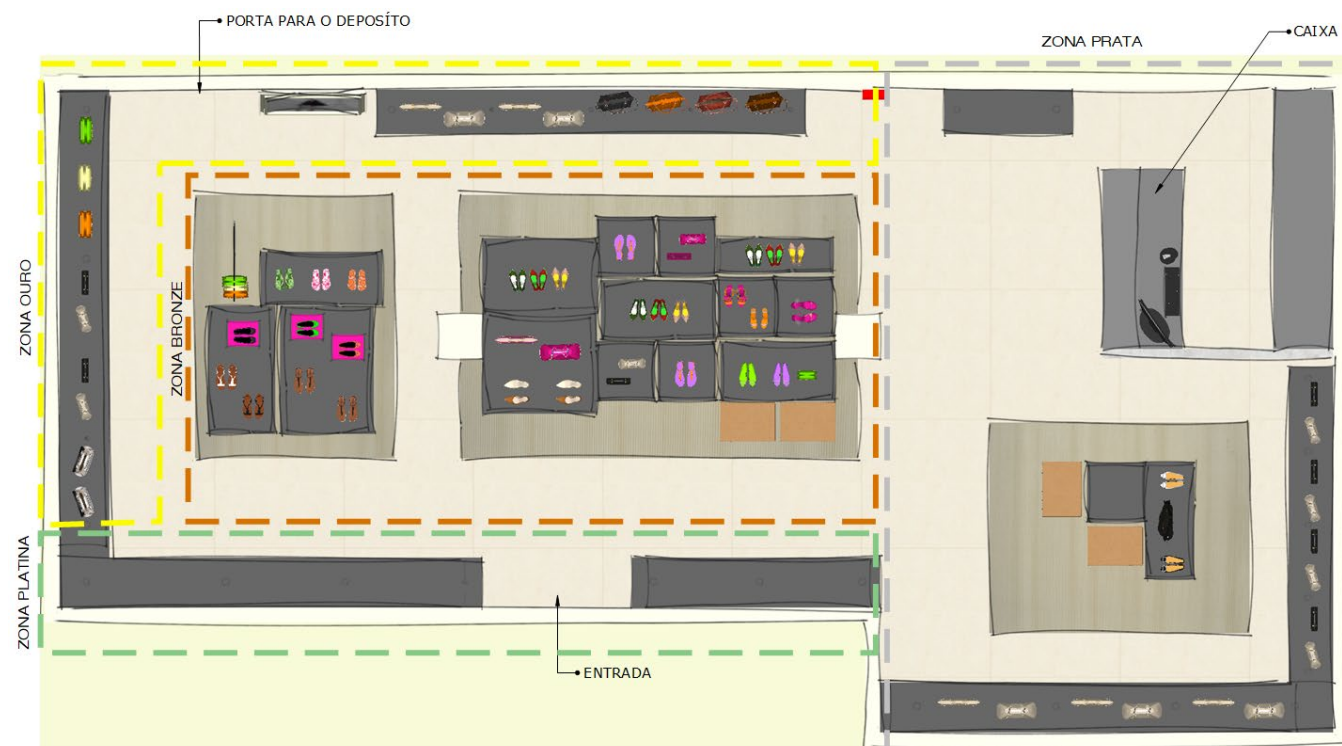 PORTA PARA O DEPOSÍTO
CAIXA
ZONA PRATA
ZONA OURO
ZONA BRONZE
ZONA PLATINA
ENTRADA